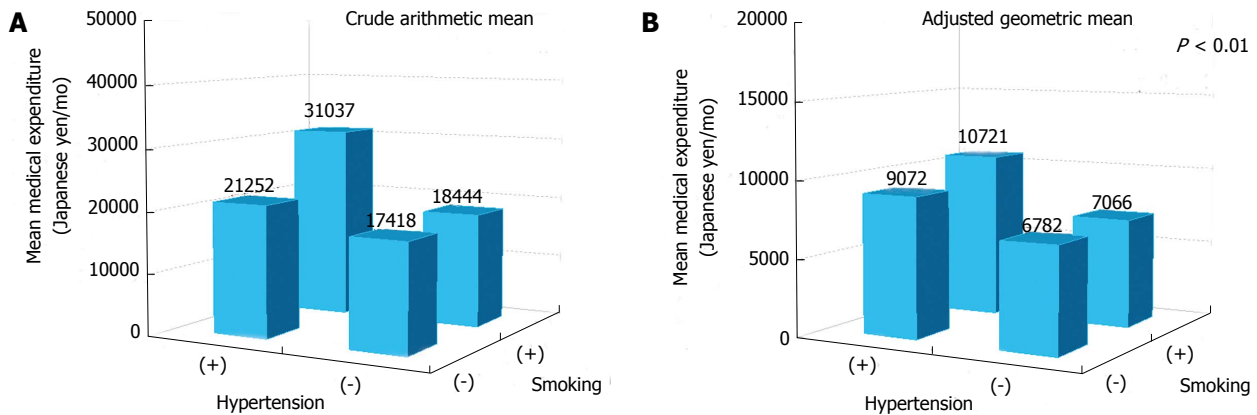 A
Crude arithmetic mean
Mean medical expenditure
(Japanese yen/mo)
50000
40000
30000
20000
10000
0
31037
21252
18444
17418
(+)
(-)
Hypertension
(-)
(+)
Smoking
B
Adjusted geometric mean
P < 0.01
Mean medical expenditure
(Japanese yen/mo)
20000
15000
10000
5000
0
10721
9072
7066
6782
(+)
(-)
Hypertension
(-)
(+)
Smoking